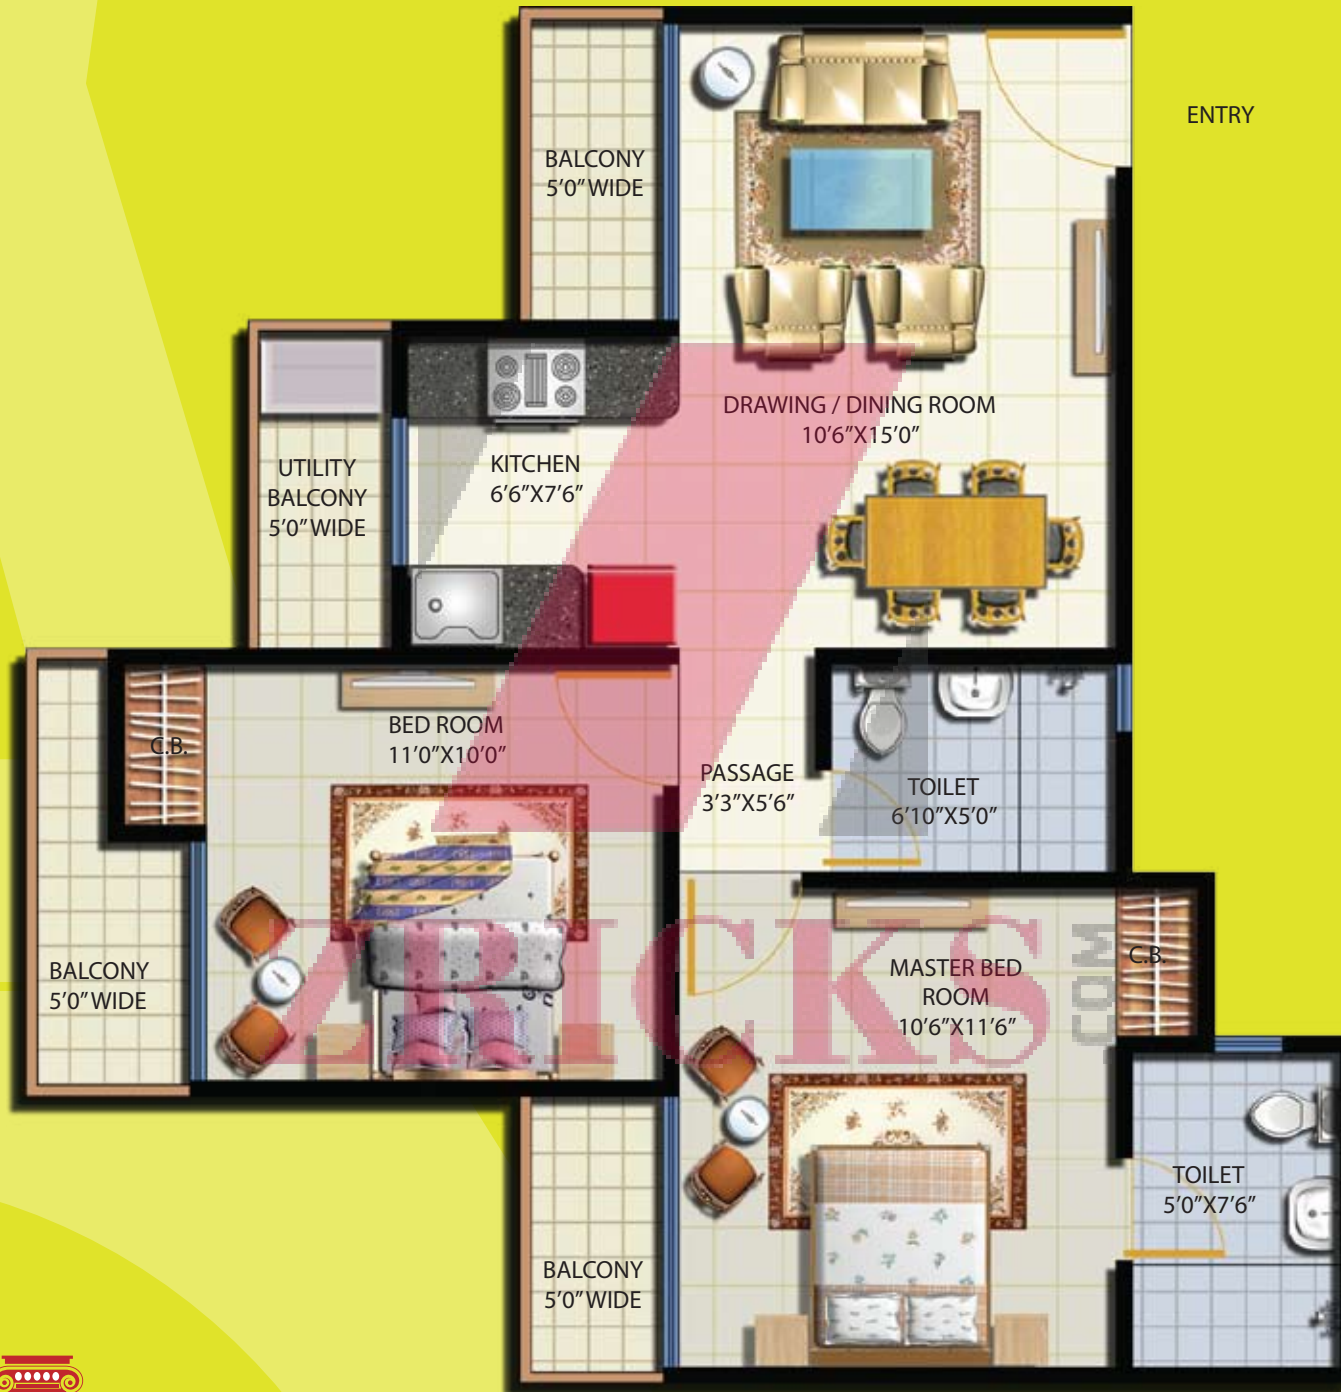 ENTRY
BALCONY
5'0" WIDE
DRAWING / DINING ROOM
10'6"X15'0"
UTILITY
BALCONY
5'0" WIDE
KITCHEN
6'6"X7'6"
BED ROOM
11'0"X10'0"
C.B.
PASSAGE
3'3"X5'6"
TOILET
6'10"X5'0"
BALCONY
5'0" WIDE
MASTER BED
ROOM
10'6"X11'6"
C.B.
ZRICKS
.COM
TOILET
5'0"X7'6"
BALCONY
5'0" WIDE